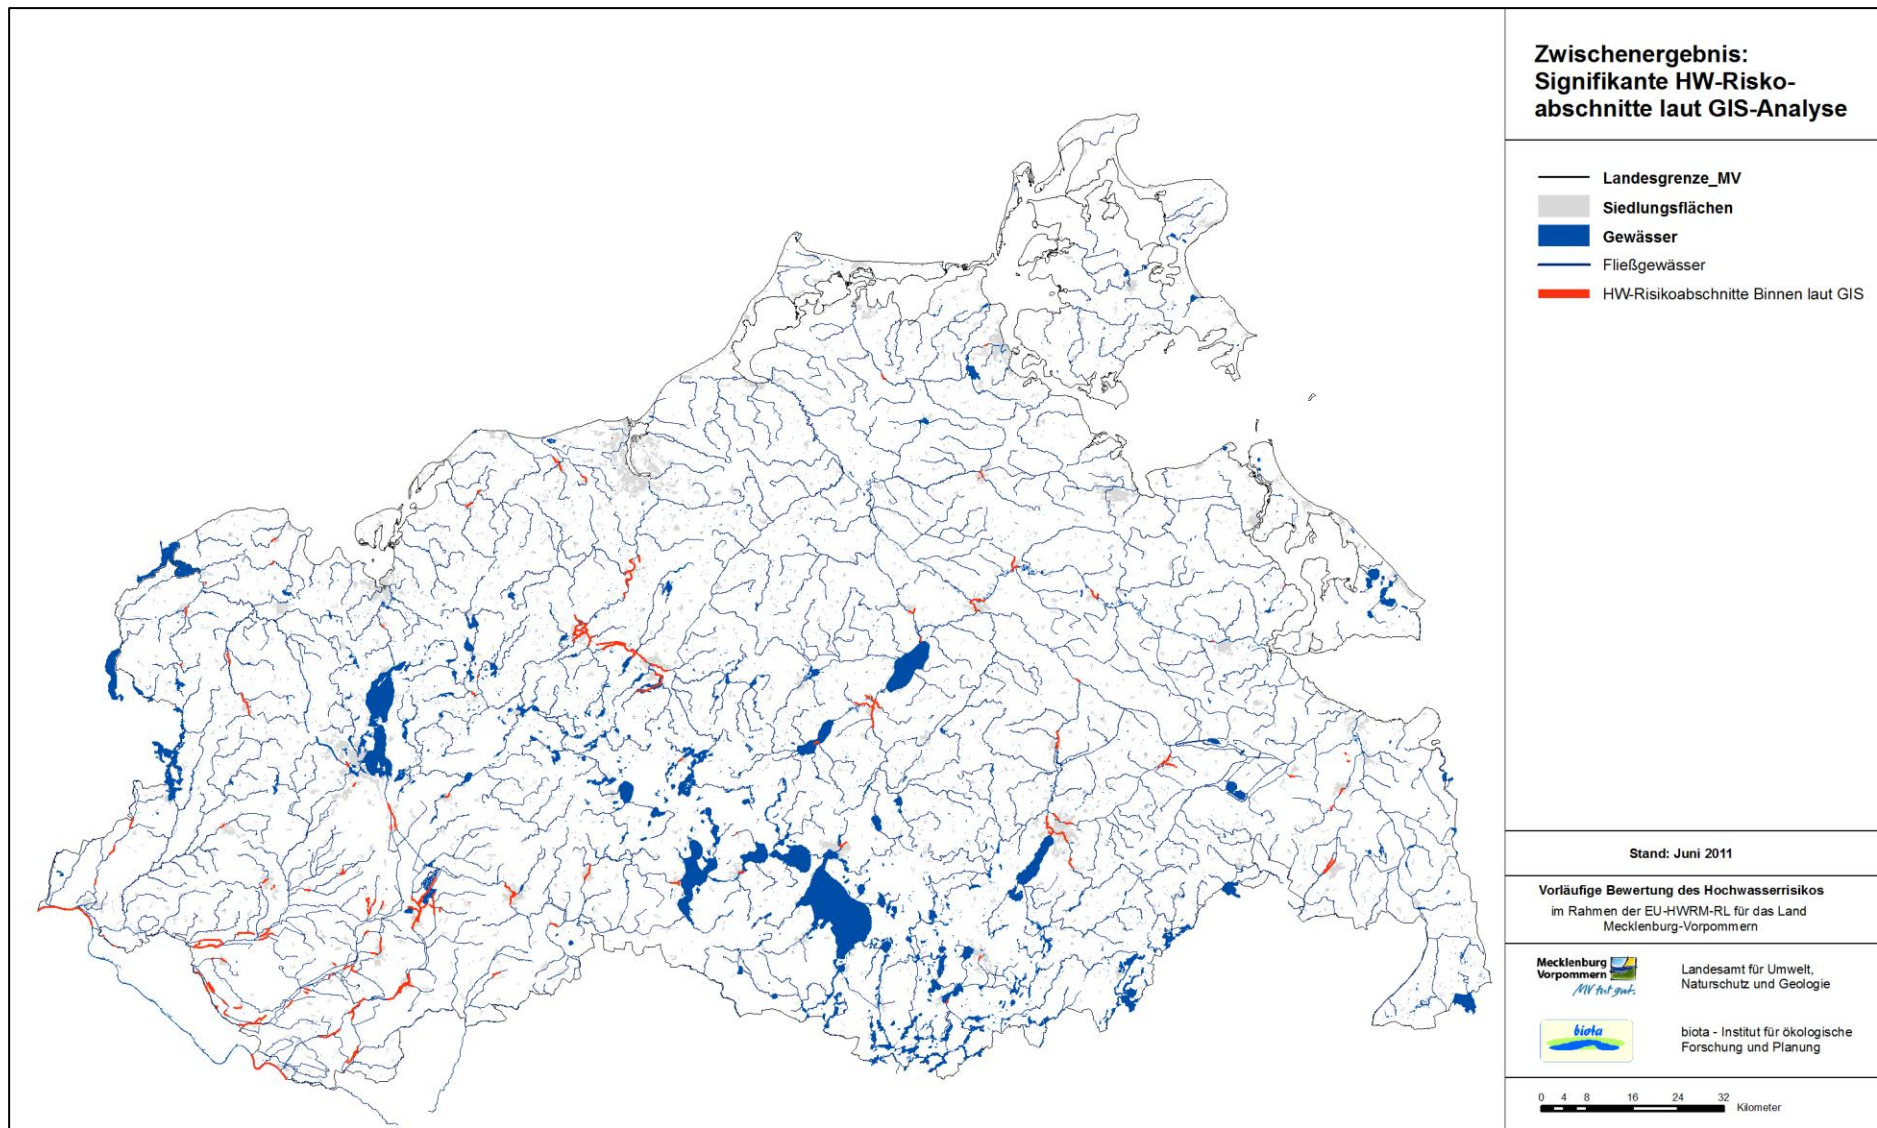 Zwischenergebnis:
Signifikante HW-Risko-
abschnitte laut GIS-Analyse
Landesgrenze_MV
Siedlungsflächen
Gewässer
Fließgewässer
HW-Risikoabschnitte Binnen laut GIS
Stand: Juni 2011
Vorläufige Bewertung des Hochwasserrisikos
im Rahmen der EU-HWRM-RL für das Land
Mecklenburg-Vorpommern
Mecklenburg
Vorpommern
MV tut gut.
Landesamt für Umwelt,
Naturschutz und Geologie
biota
biota - Institut für ökologische
Forschung und Planung
0 4 8 16 24 32
Kilometer